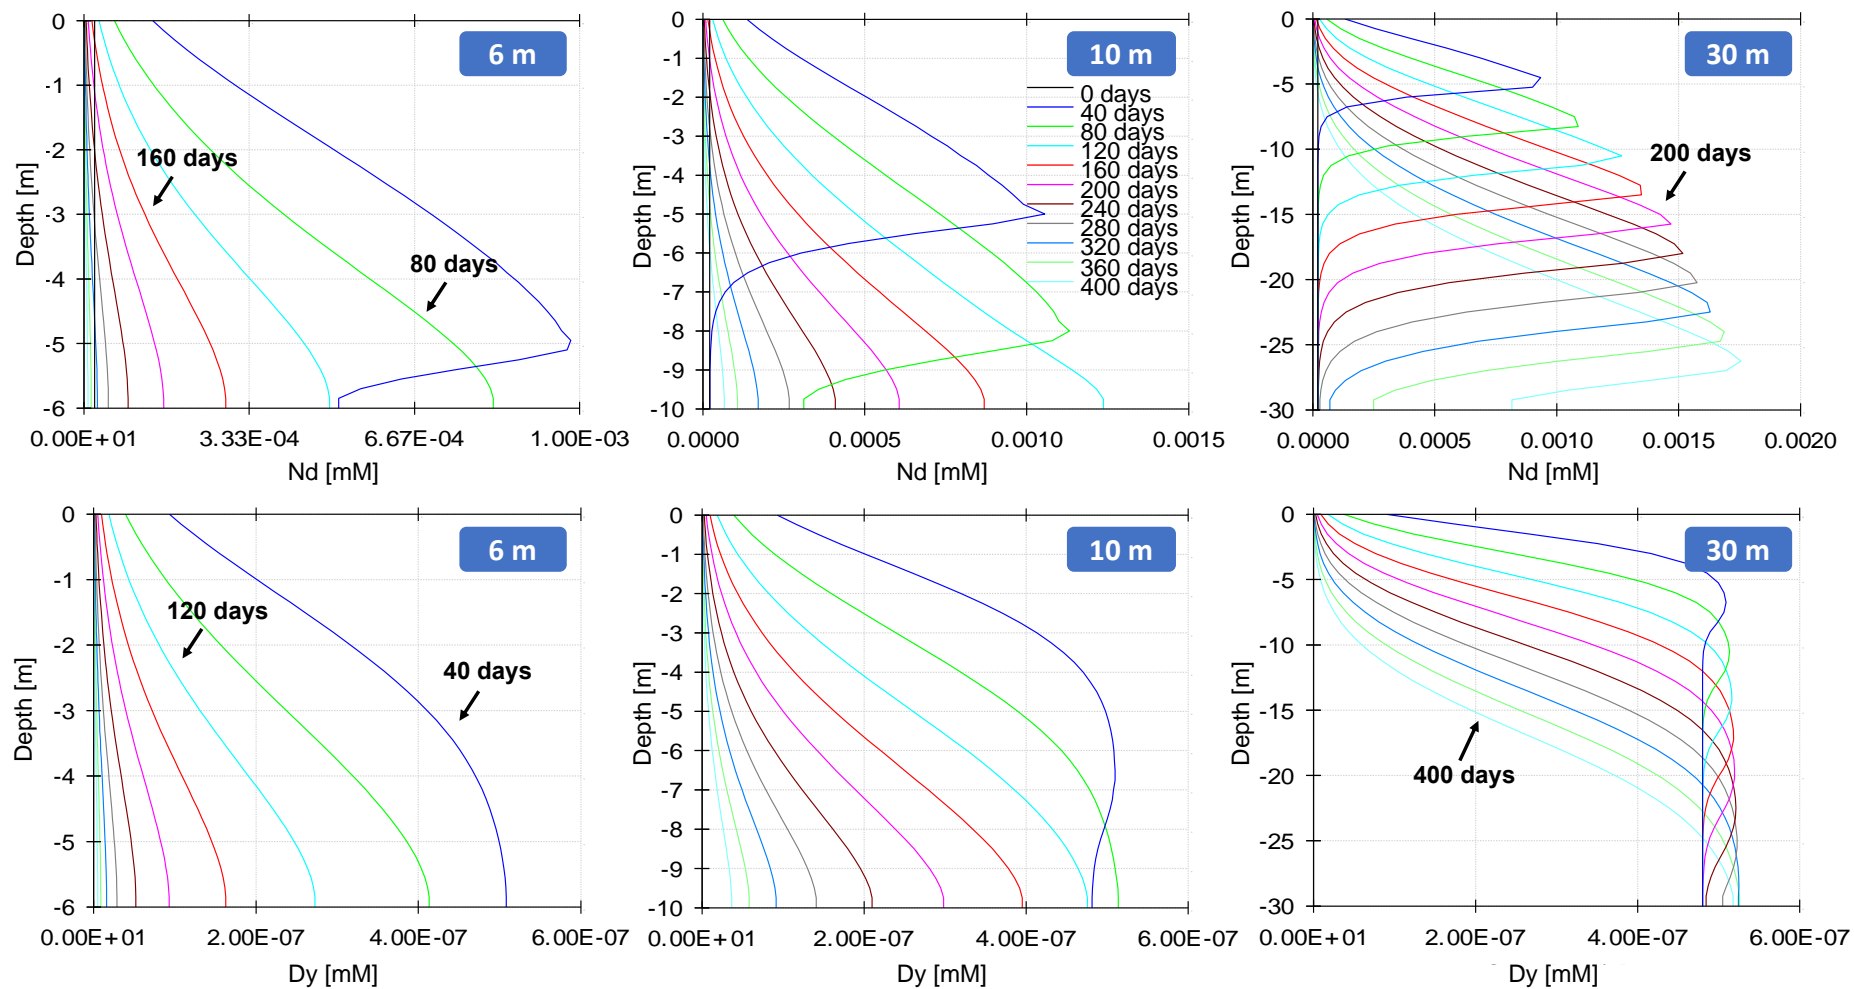 6 m
0
-1
-2
-3
-4
-5
-6
Depth [m]
160 days
80 days
0.00E+01
3.33E-04
6.67E-04
1.00E-03
Nd [mM]
10 m
0
-1
-2
-3
-4
-5
-6
-7
-8
-9
-10
Depth [m]
0 days
40 days
80 days
120 days
160 days
200 days
240 days
280 days
320 days
360 days
400 days
0.0000
0.0005
0.0010
0.0015
Nd [mM]
30 m
0
-5
-10
-15
-20
-25
-30
Depth [m]
200 days
0.0000
0.0005
0.0010
0.0015
0.0020
Nd [mM]
6 m
0
-1
-2
-3
-4
-5
-6
Depth [m]
120 days
40 days
0.00E+01
2.00E-07
4.00E-07
6.00E-07
Dy [mM]
10 m
0
-1
-2
-3
-4
-5
-6
-7
-8
-9
-10
Depth [m]
0.00E+01
2.00E-07
4.00E-07
6.00E-07
Dy [mM]
30 m
0
-5
-10
-15
-20
-25
-30
Depth [m]
400 days
0.00E+01
2.00E-07
4.00E-07
6.00E-07
Dy [mM]